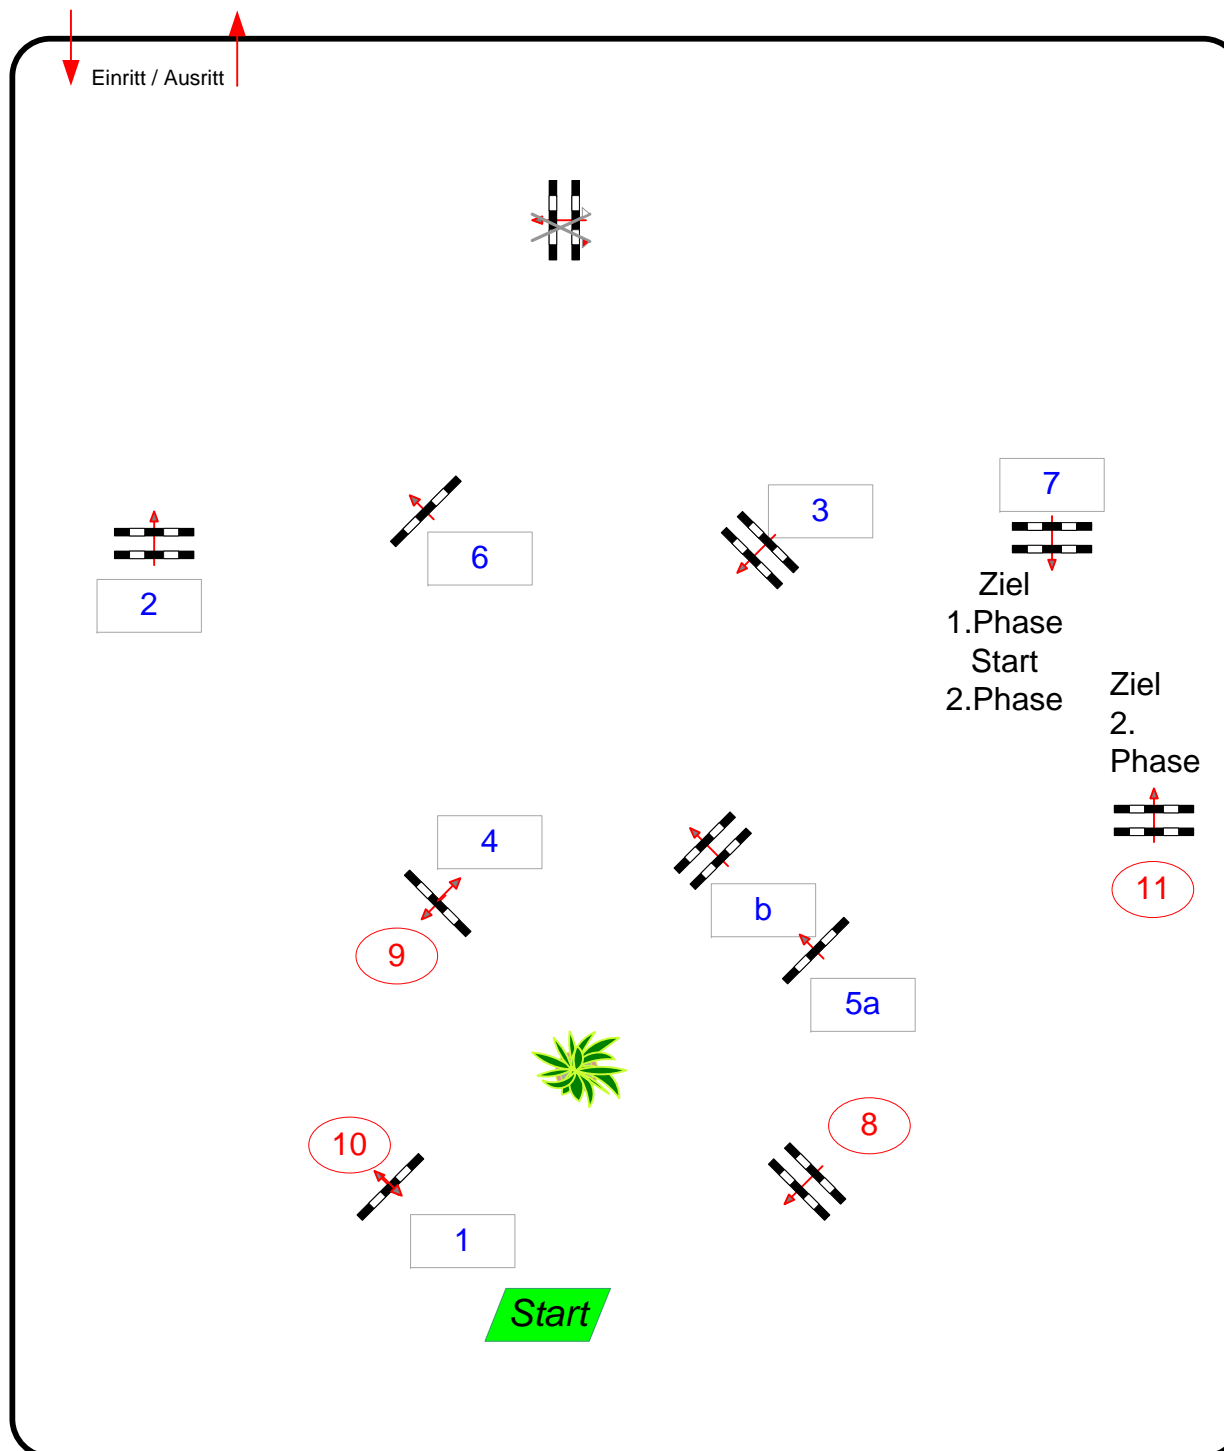 Einritt / Ausritt
3
7
6
2
Ziel
1.Phase
Start
2.Phase
Ziel
2.
Phase
4
b
11
9
5a
8
10
1
Start